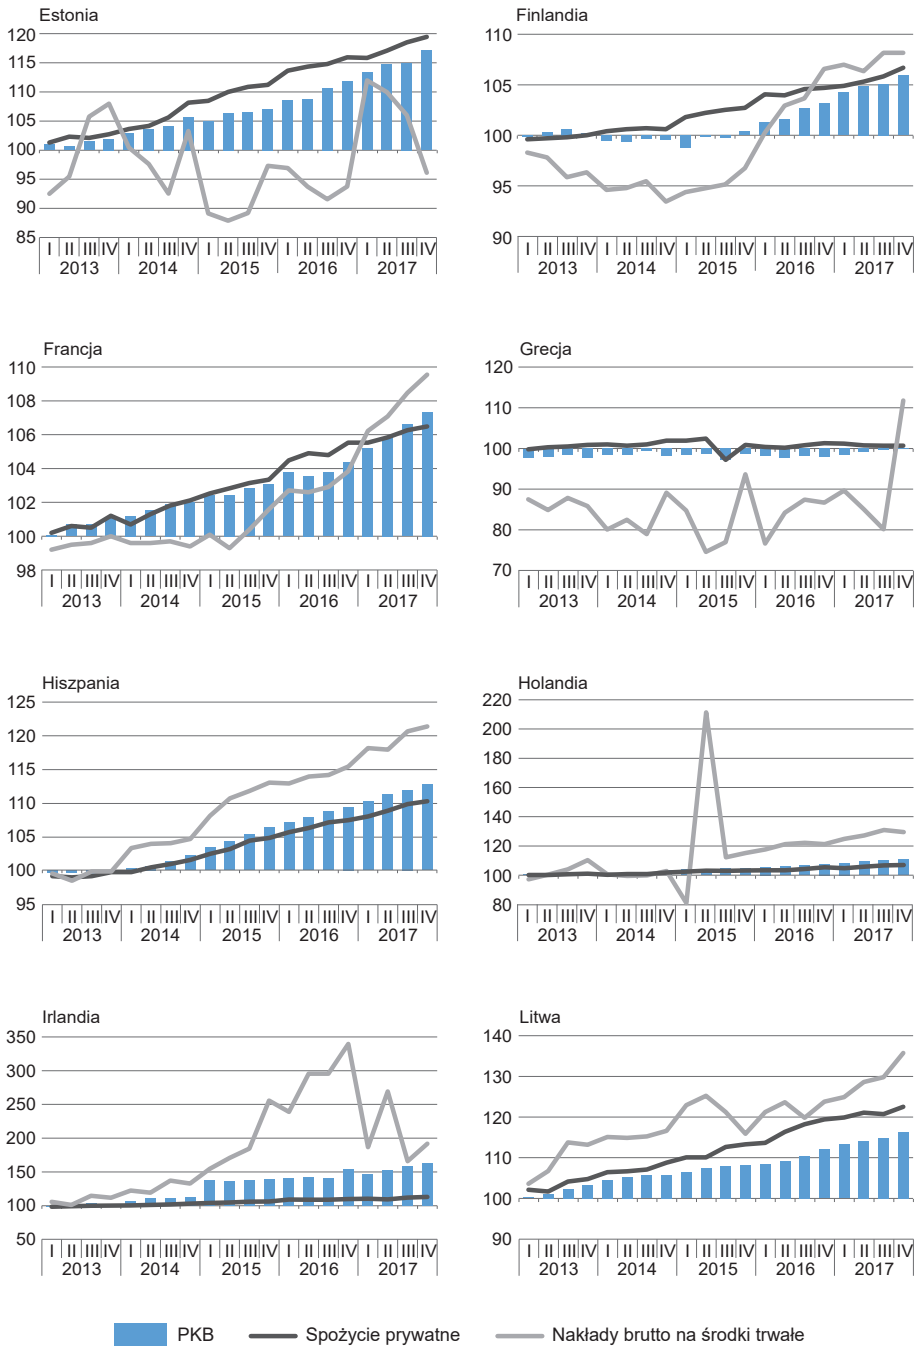 Estonia
120
115
110
105
100
95
90
85
I II III IV I II III IV I II III IV I II III IV I II III IV
2013 2014 2015 2016 2017
Finlandia
110
105
100
95
90
I II III IV I II III IV I II III IV I II III IV I II III IV
2013 2014 2015 2016 2017
Francja
110
108
106
104
102
100
98
I II III IV I II III IV I II III IV I II III IV I II III IV
2013 2014 2015 2016 2017
Grecja
120
110
100
90
80
70
I II III IV I II III IV I II III IV I II III IV I II III IV
2013 2014 2015 2016 2017
Hiszpania
125
120
115
110
105
100
95
I II III IV I II III IV I II III IV I II III IV I II III IV
2013 2014 2015 2016 2017
Holandia
220
200
180
160
140
120
100
80
I II III IV I II III IV I II III IV I II III IV I II III IV
2013 2014 2015 2016 2017
Irlandia
350
300
250
200
150
100
50
I II III IV I II III IV I II III IV I II III IV I II III IV
2013 2014 2015 2016 2017
Litwa
140
130
120
110
100
90
I II III IV I II III IV I II III IV I II III IV I II III IV
2013 2014 2015 2016 2017
PKB Spożycie prywatne Nakłady brutto na środki trwałe